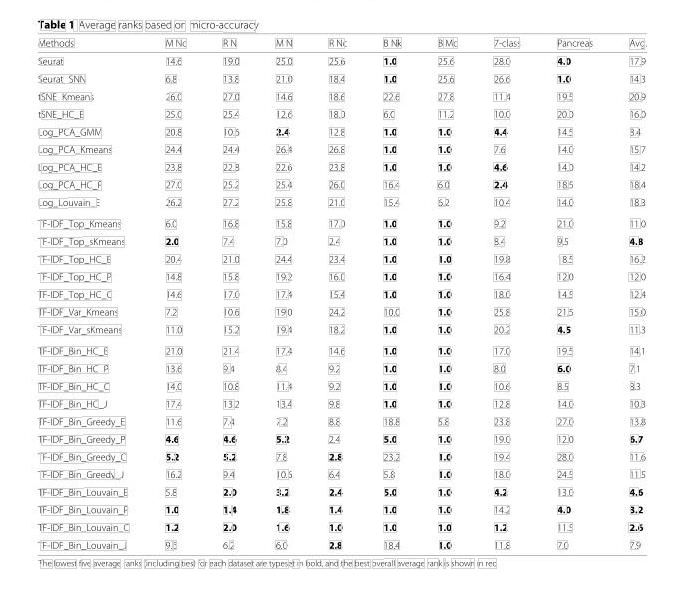 Table 1 Average ranks based on micro-accuracy
Methods M Nc R N M N R Nc B Nk B Mc 7-class Pancreas Avg.
Seurat 14.6 19.0 25.0 25.6 1.0 25.6 28.0 4.0 17.9
Seurat_SNN 6.8 13.8 21.0 18.4 1.0 25.6 26.6 1.0 14.3
tSNE_Kmeans 26.0 27.0 14.6 18.6 22.6 27.8 11.4 19.5 20.9
tSNE_HC_E 25.0 25.4 12.6 18.0 6.0 11.2 10.0 20.0 16.0
Log_PCA_GMM 20.8 10.6 2.4 12.8 1.0 1.0 4.4 14.5 8.4
Log_PCA_Kmeans 24.4 24.4 26.4 26.8 1.0 1.0 7.6 14.0 15.7
Log_PCA_HC_E 23.8 22.8 22.6 23.8 1.0 1.0 4.6 14.0 14.2
Log_PCA_HC_P 27.0 25.2 25.4 26.0 16.4 6.0 2.4 18.5 18.4
Log_Louvain_E 26.2 27.2 25.8 21.0 15.4 6.2 10.4 14.0 18.3
TF-IDF_Top_Kmeans 6.0 16.8 15.8 17.0 1.0 1.0 9.2 21.0 11.0
TF-IDF_Top_sKmeans 2.0 7.4 7.0 2.4 1.0 1.0 8.4 9.5 4.8
TF-IDF_Top_HC_E 20.4 21.0 24.4 23.4 1.0 1.0 19.8 18.5 16.2
TF-IDF_Top_HC_P 14.8 15.8 19.2 16.0 1.0 1.0 16.4 12.0 12.0
TF-IDF_Top_HC_C 14.6 17.0 17.4 15.4 1.0 1.0 18.0 14.5 12.4
TF-IDF_Var_Kmeans 7.2 10.6 19.0 24.2 10.0 1.0 25.8 21.5 15.0
TF-IDF_Var_sKmeans 11.0 15.2 19.4 18.2 1.0 1.0 20.2 4.5 11.3
TF-IDF_Bin_HC_E 21.0 21.4 17.4 14.6 1.0 1.0 17.0 19.5 14.1
TF-IDF_Bin_HC_P 13.6 9.4 8.4 9.2 1.0 1.0 8.0 6.0 7.1
TF-IDF_Bin_HC_C 14.0 10.8 11.4 9.2 1.0 1.0 10.6 8.5 8.3
TF-IDF_Bin_HC_J 17.4 13.2 13.4 9.8 1.0 1.0 12.8 14.0 10.3
TF-IDF_Bin_Greedy_E 11.6 7.4 7.2 8.8 18.8 5.8 23.8 27.0 13.8
TF-IDF_Bin_Greedy_P 4.6 4.6 5.2 2.4 5.0 1.0 19.0 12.0 6.7
TF-IDF_Bin_Greedy_C 5.2 5.2 7.8 2.8 23.2 1.0 19.4 28.0 11.6
TF-IDF_Bin_Greedy_J 16.2 9.4 10.6 6.4 5.8 1.0 18.0 24.5 11.5
TF-IDF_Bin_Louvain_E 5.8 2.0 3.2 2.4 5.0 1.0 4.2 13.0 4.6
TF-IDF_Bin_Louvain_P 1.0 1.4 1.8 1.4 1.0 1.0 14.2 4.0 3.2
TF-IDF_Bin_Louvain_C 1.2 2.0 1.6 1.0 1.0 1.0 1.2 11.5 2.6
TF-IDF_Bin_Louvain_J 6.2 6.0 2.8 18.4 1.0 11.8 7.0 7.9
The lowest five average ranks (including ties) for each dataset are typeset in bold, and the best overall average rank is shown in red